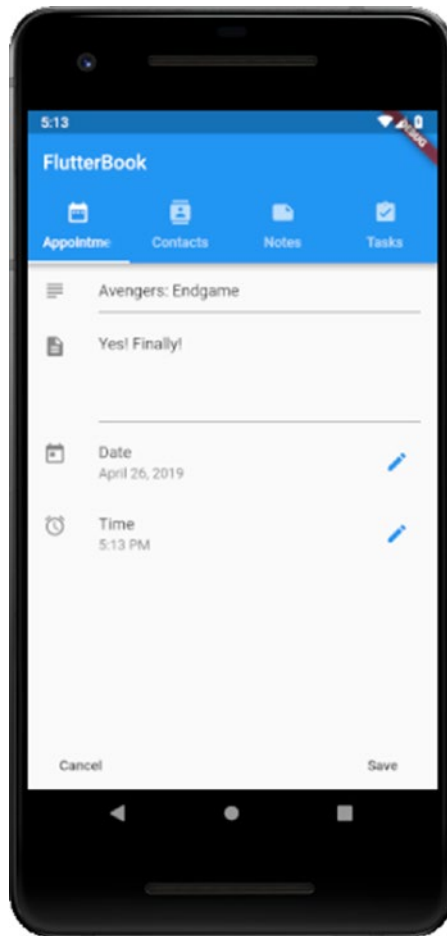 5:13
DEBUG
FlutterBook
Appointme Contacts Notes Tasks
Avengers: Endgame
Yes! Finally!
Date
April 26, 2019
Time
5:13 PM
Cancel Save